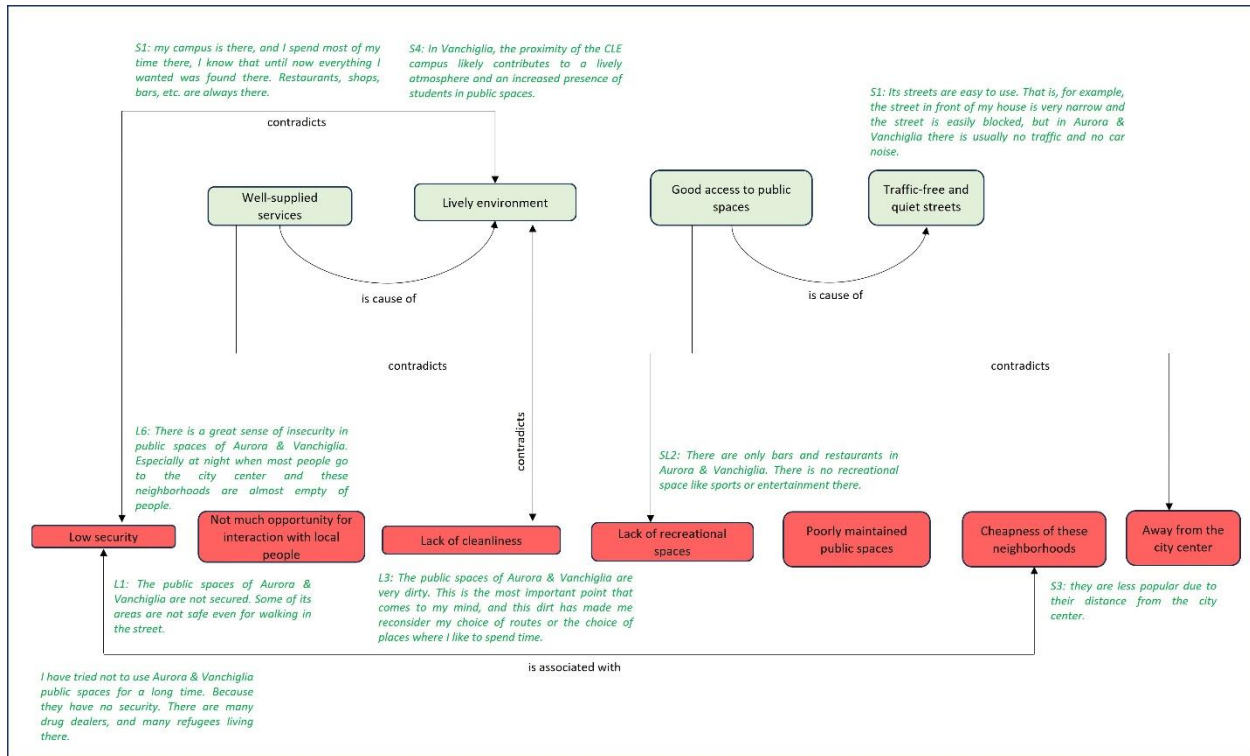 S1: my campus is there, and I spend most of my
time there, I know that until now everything I
wanted was found there. Restaurants, shops,
bars, etc. are always there.
S4: In Vanchiglia, the proximity of the CLE
campus likely contributes to a lively
atmosphere and an increased presence of
students in public spaces.
S1: Its streets are easy to use. That is, for example,
the street in front of my house is very narrow and
the street is easily blocked, but in Aurora &
Vanchiglia there is usually no traffic and no car
noise.
contradicts
Well-supplied
services
Lively environment
Good access to public
spaces
Traffic-free and
quiet streets
is cause of
is cause of
contradicts
contradicts
contradicts
L6: There is a great sense of insecurity in
public spaces of Aurora & Vanchiglia.
Especially at night when most people go
to the city center and these
neighborhoods are almost empty of
people.
SL2: There are only bars and restaurants in
Aurora & Vanchiglia. There is no recreational
space like sports or entertainment there.
Low security
Not much opportunity for
interaction with local
people
Lack of cleanliness
Lack of recreational
spaces
Poorly maintained
public spaces
Cheapness of these
neighborhoods
Away from the
city center
L1: The public spaces of Aurora &
Vanchiglia are not secured. Some of its
areas are not safe even for walking in
the street.
L3: The public spaces of Aurora & Vanchiglia are
very dirty. This is the most important point that
comes to my mind, and this dirt has made me
reconsider my choice of routes or the choice of
places where I like to spend time.
S3: they are less popular due to
their distance from the city
center.
is associated with
I have tried not to use Aurora & Vanchiglia
public spaces for a long time. Because
they have no security. There are many
drug dealers, and many refugees living
there.